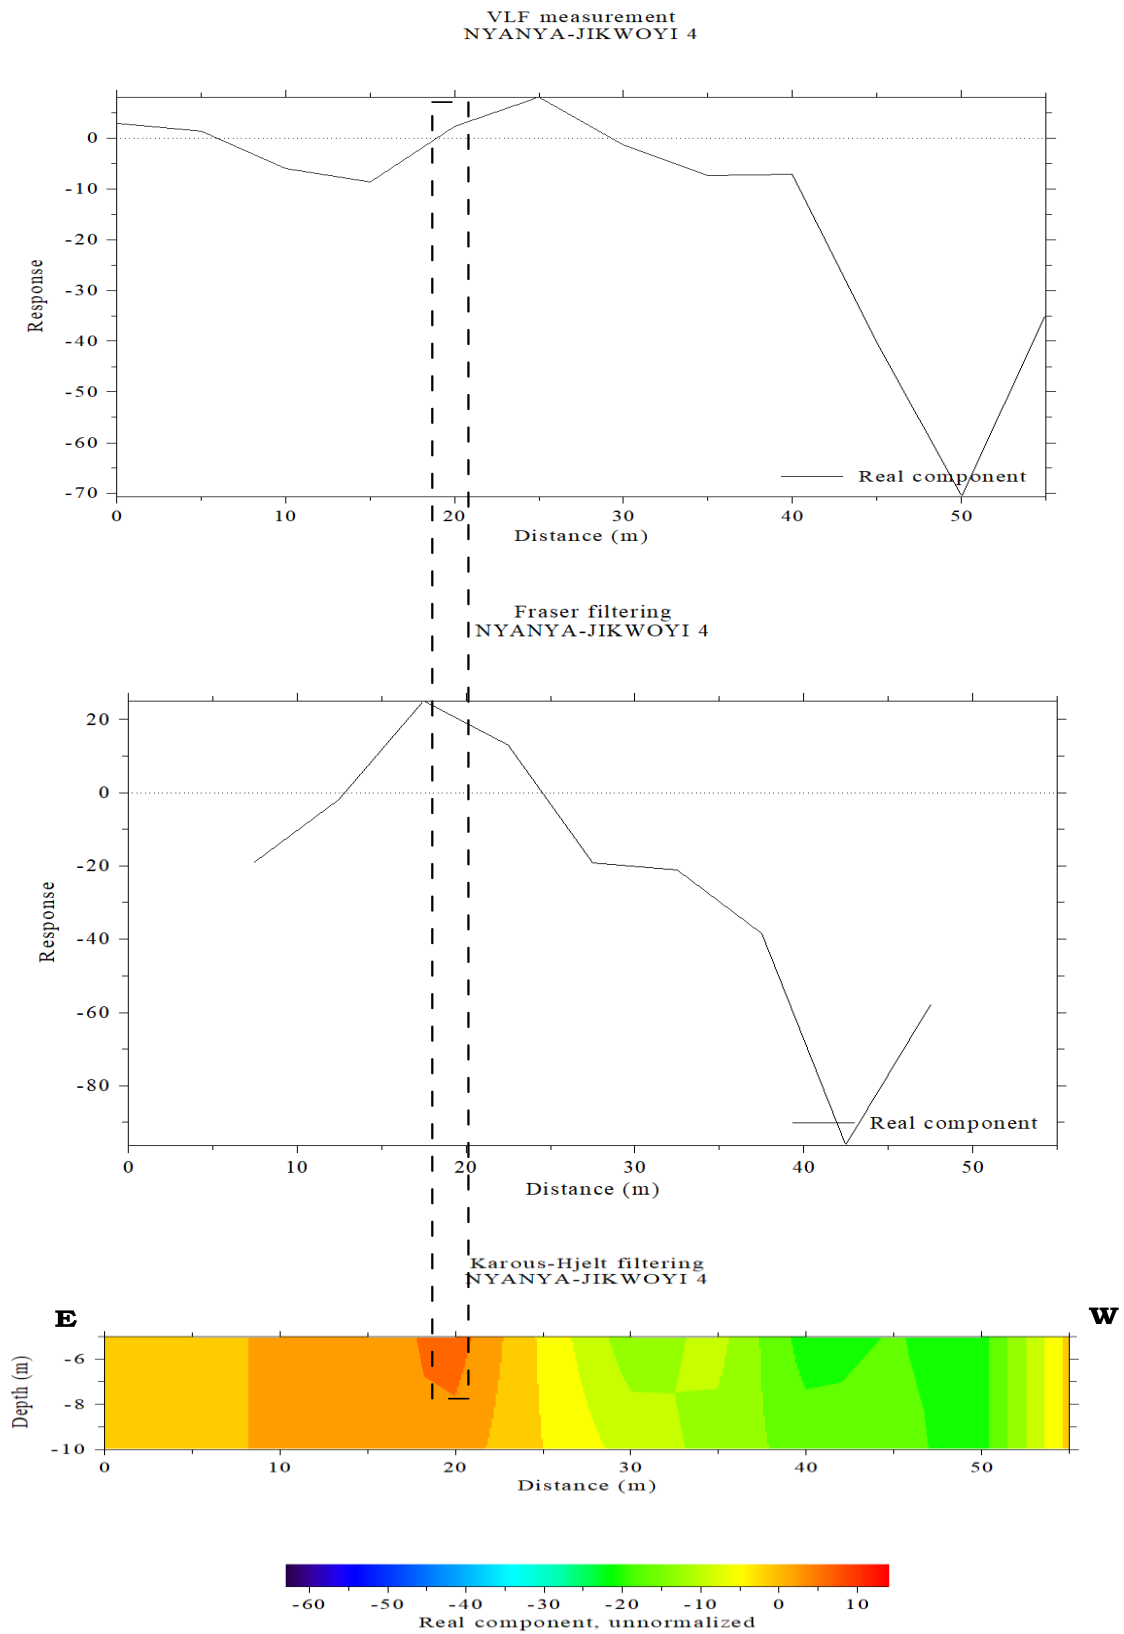 VLF measurement
NYANYA-JIKWOYI 4
0
-10
-20
-30
-40
-50
-60
-70
Response
Real component
0 10 20 30 40 50
Distance (m)
Fraser filtering
NYANYA-JIKWOYI 4
20
0
-20
-40
-60
-80
Response
Real component
0 10 20 30 40 50
Distance (m)
Karous-Hjelt filtering
NYANYA-JIKWOYI 4
E W
-6
-8
-10
Depth (m)
0 10 20 30 40 50
Distance (m)
-60 -50 -40 -30 -20 -10 0 10
Real component, unnormalized